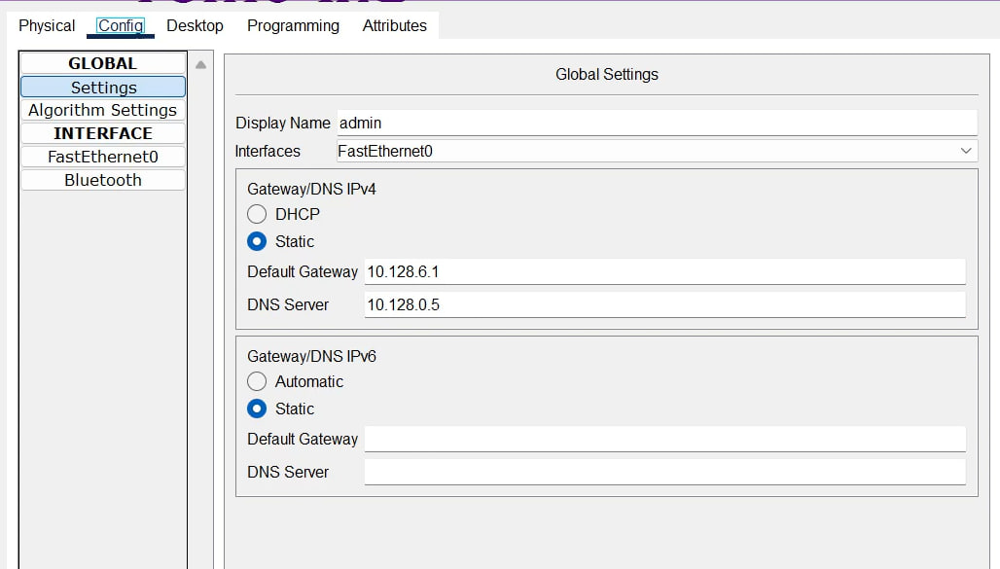 Physical Config Desktop Programming Attributes
GLOBAL
Settings
Algorithm Settings
INTERFACE
FastEthernet0
Bluetooth
Global Settings
Display Name admin
Interfaces FastEthernet0
Gateway/DNS IPv4
DHCP
Static
Default Gateway 10.128.6.1
DNS Server 10.128.0.5
Gateway/DNS IPv6
Automatic
Static
Default Gateway
DNS Server